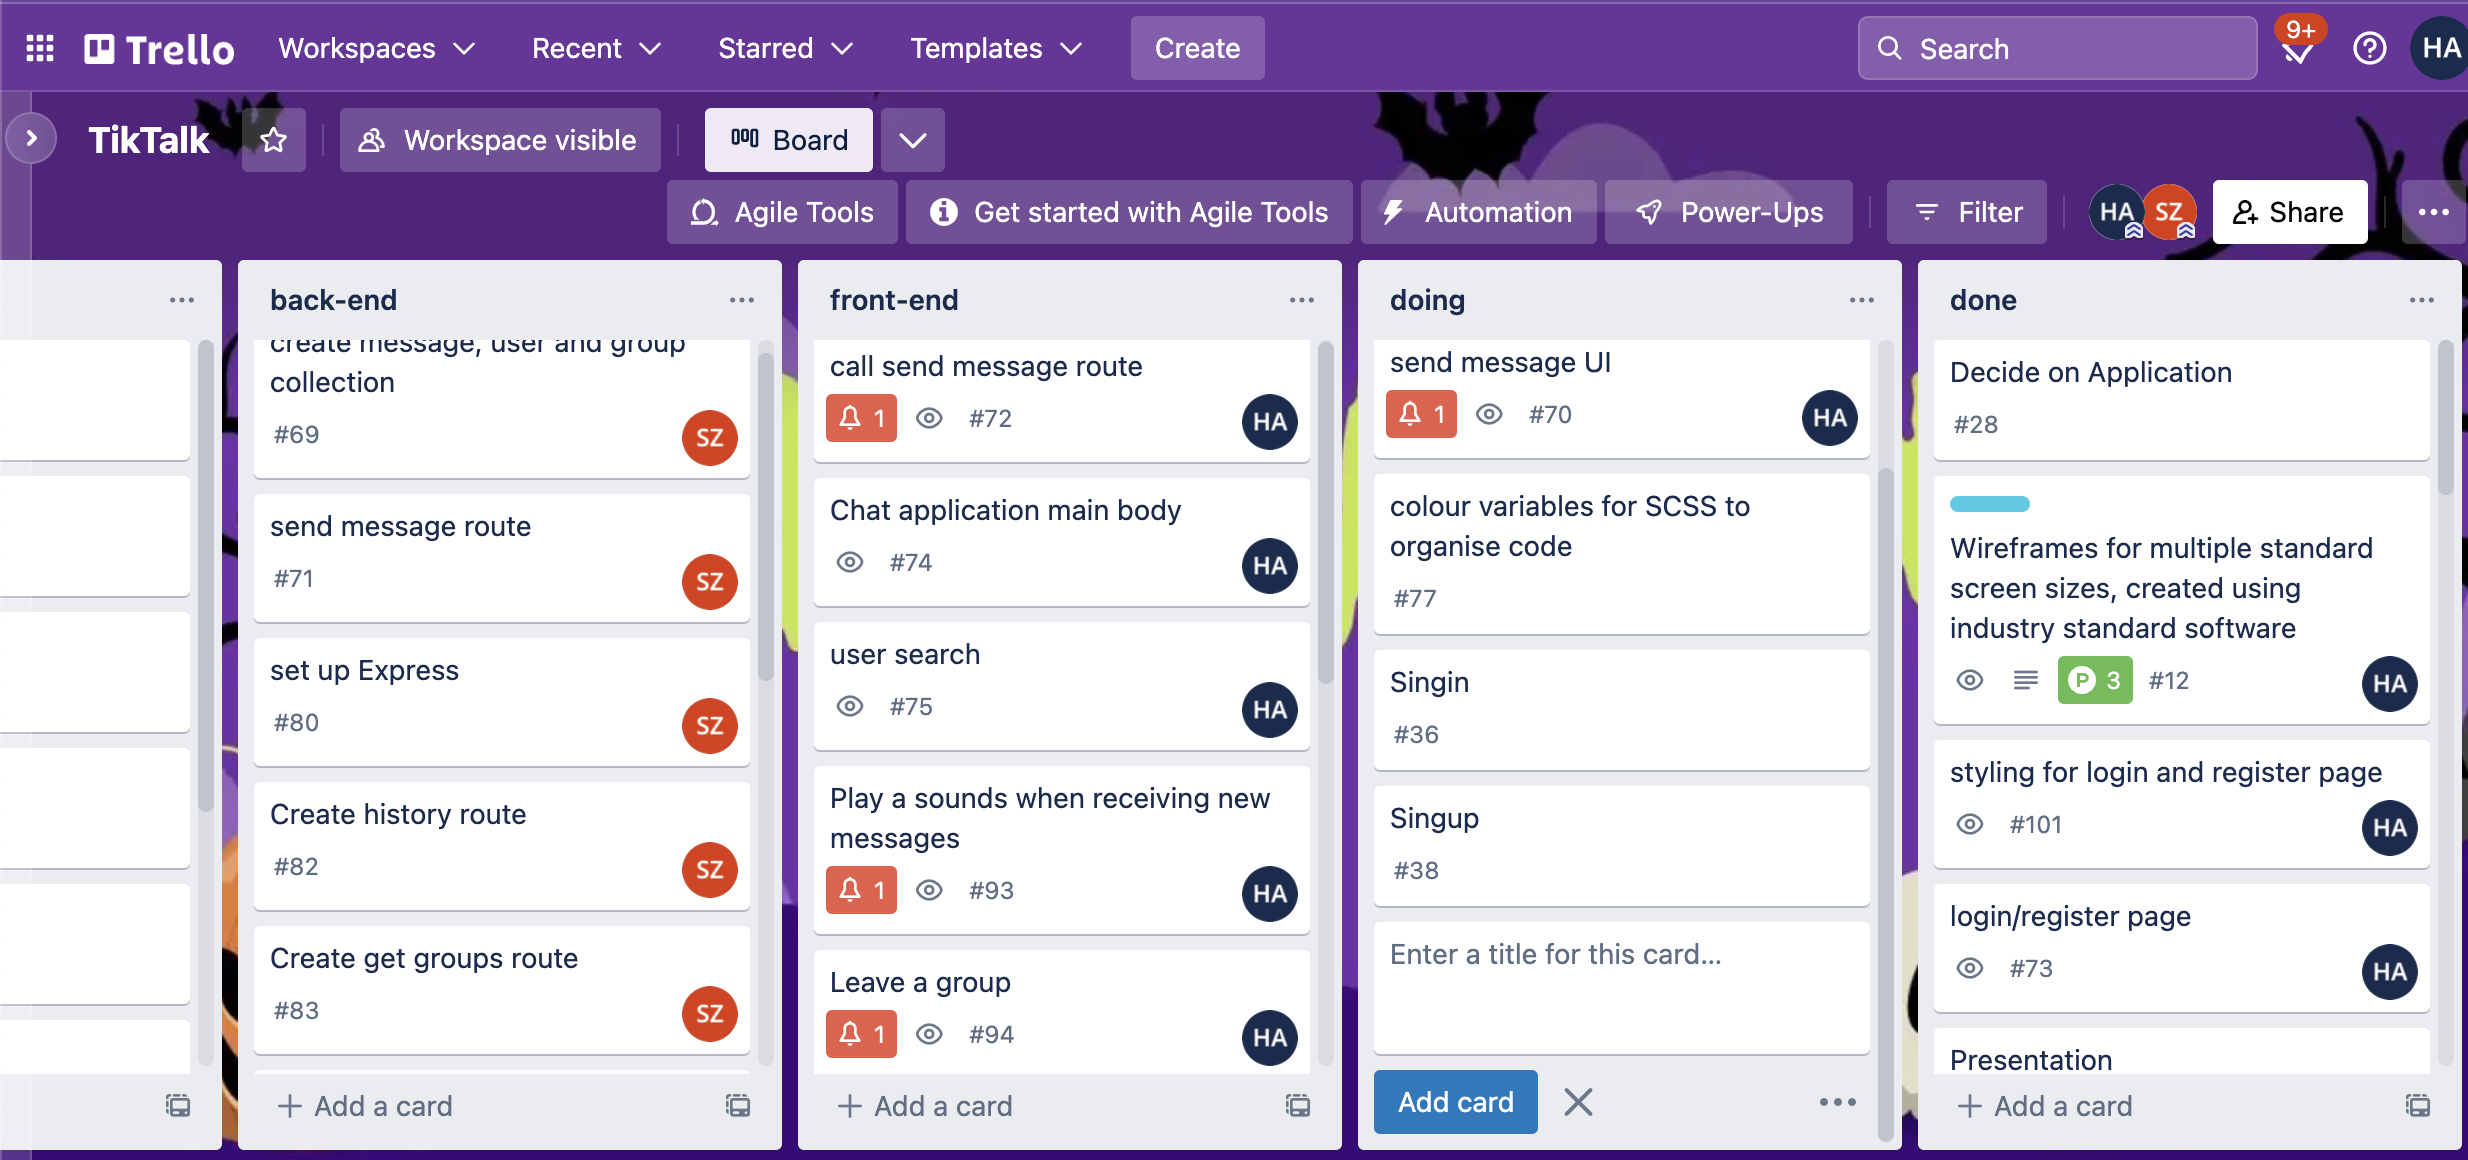 Trello
Workspaces
Recent
Starred
Templates
Create
Search
9+
HA
TikTalk
Workspace visible
Board
Agile Tools
Get started with Agile Tools
Automation
Power-Ups
Filter
HA
SZ
Share
back-end
create message, user and group
collection
#69
SZ
send message route
#71
SZ
set up Express
#80
SZ
Create history route
#82
SZ
Create get groups route
#83
SZ
Add a card
front-end
call send message route
1
#72
HA
Chat application main body
#74
HA
user search
#75
HA
Play a sounds when receiving new
messages
1
#93
HA
Leave a group
1
#94
HA
Add a card
doing
send message UI
1
#70
HA
colour variables for SCSS to
organise code
#77
Singin
#36
Singup
#38
Enter a title for this card...
Add card
done
Decide on Application
#28
Wireframes for multiple standard
screen sizes, created using
industry standard software
P 3
#12
HA
styling for login and register page
#101
HA
login/register page
#73
HA
Presentation
Add a card